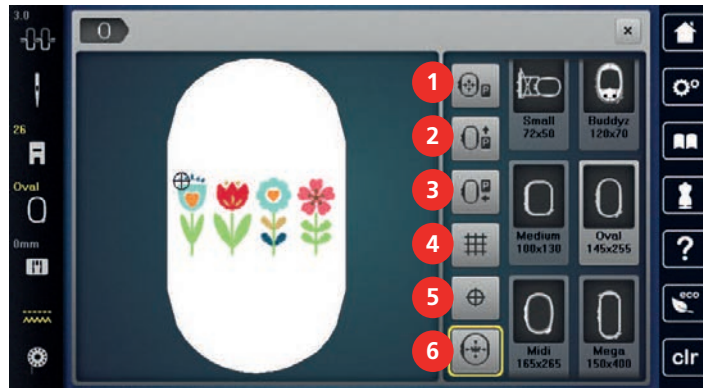 3.0
26
Oval
0mm
×
1
2
3
4
5
6
P
P
P
Small
72x50
Buddyz
120x70
Medium
100x130
Oval
145x255
Midi
165x265
Mega
150x400
?
eco
clr